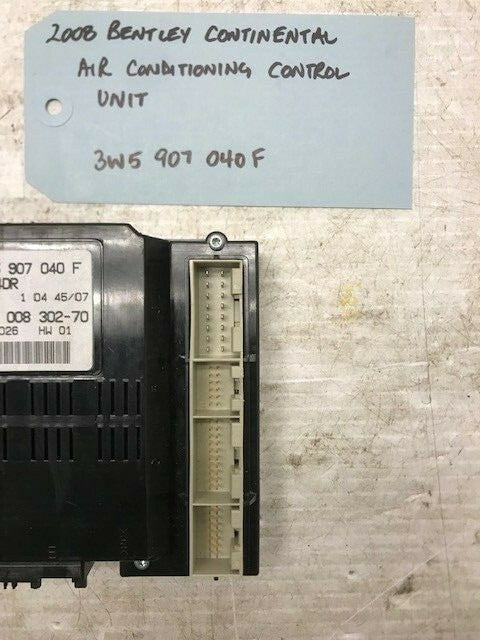 2008 BENTLEY CONTINENTAL
AIR CONDITIONING CONTROL
UNIT
3W5 907 040 F
907 040 F
DR
1 04 45/07
008 302-70
026 HW 01